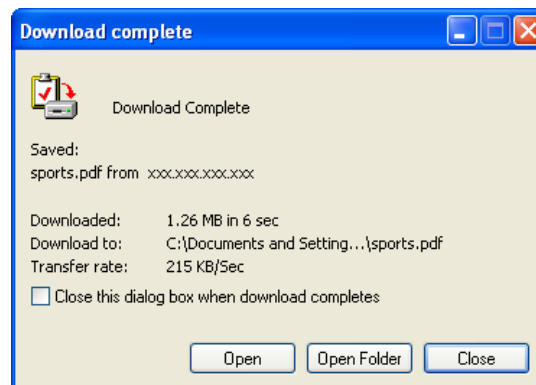 Download complete
Download Complete
Saved:
sports.pdf from xxx.xxx.xxx.xxx
Downloaded: 1.26 MB in 6 sec
Download to: C:\Documents and Setting...\sports.pdf
Transfer rate: 215 KB/Sec
Close this dialog box when download completes
Open Open Folder Close